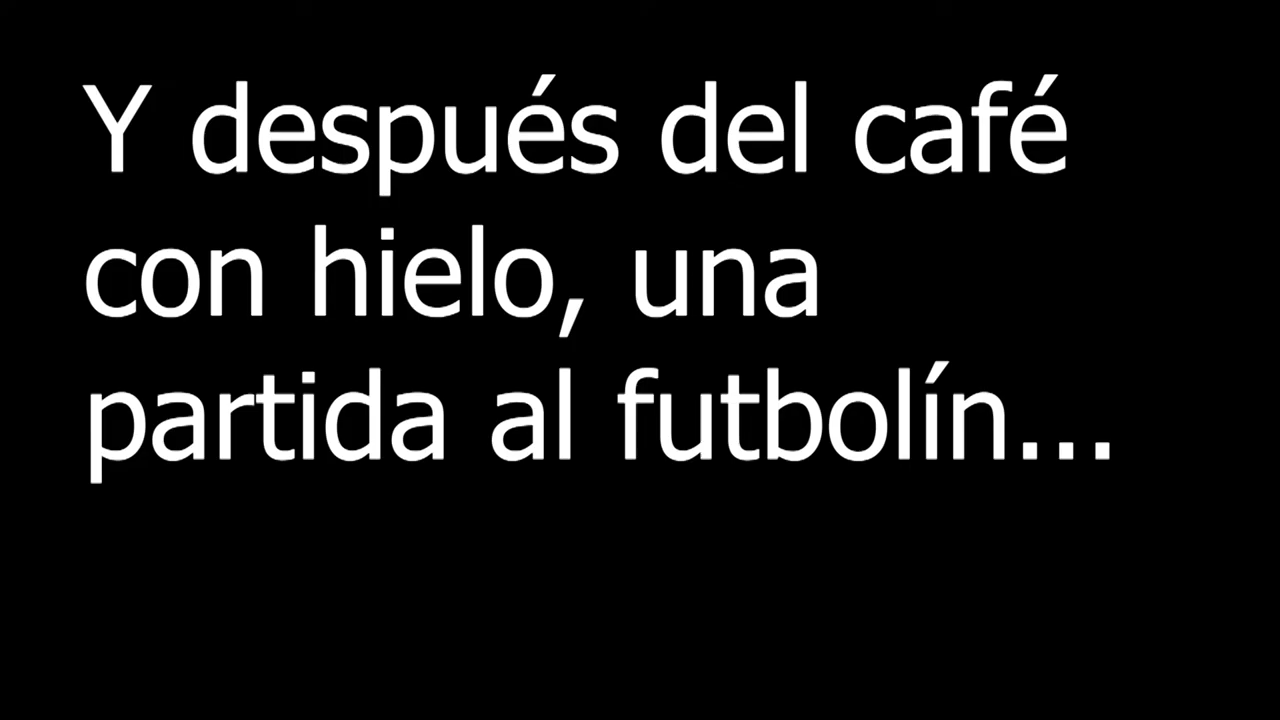 Y después del café
con hielo, una
partida al futbolín...